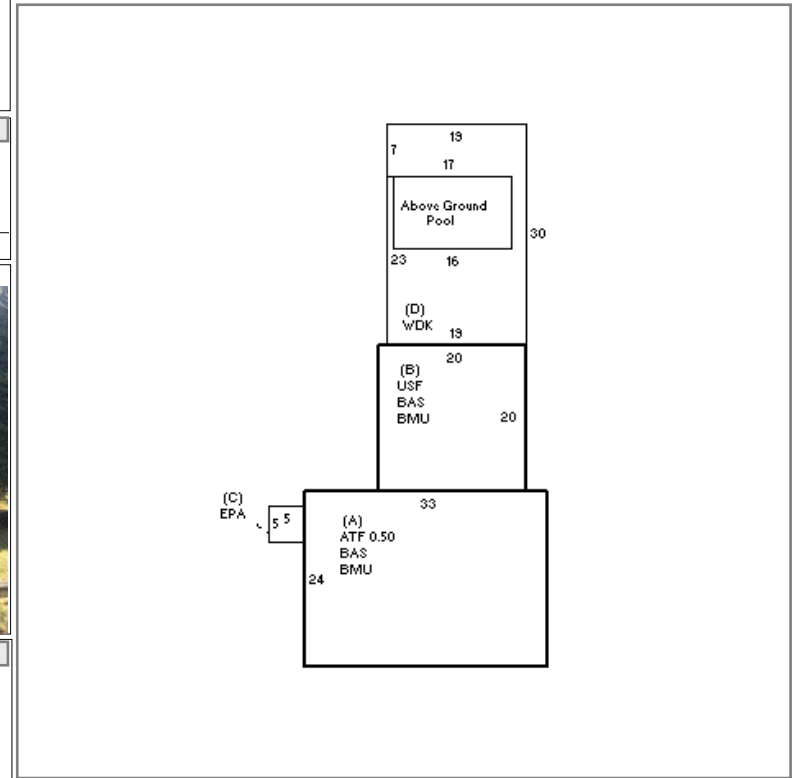 19
7
17
Above Ground
Pool
30
23
16
(D)
WDK
19
20
(B)
USF
BAS
BMU
20
(C)
EPA
5
5
33
(A)
ATF 0.50
BAS
BMU
24